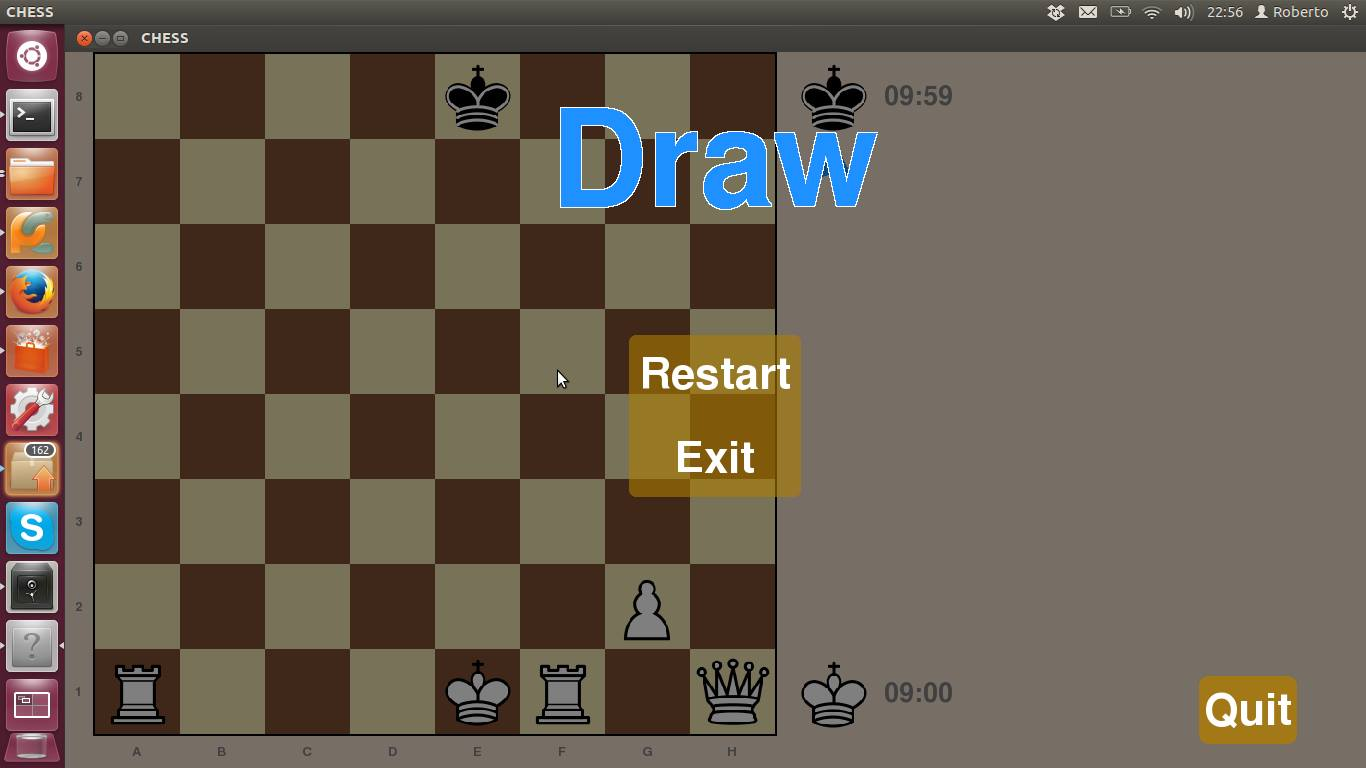 CHESS
22:56 Roberto
CHESS
8
09:59
Draw
7
6
5
Restart
4
Exit
162
3
S
2
?
1
09:00
Quit
A B C D E F G H